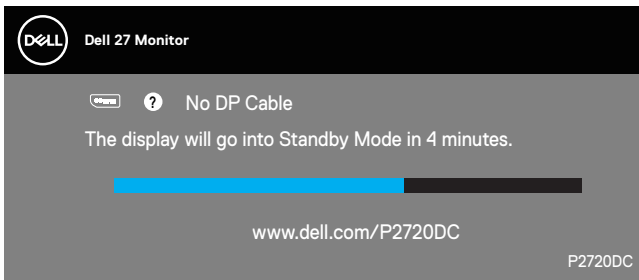 DELL
Dell 27 Monitor
? No DP Cable
The display will go into Standby Mode in 4 minutes.
www.dell.com/P2720DC
P2720DC